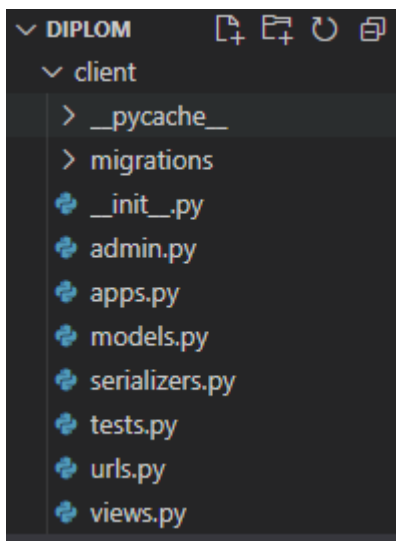 DIPLOM
client
__pycache__
migrations
__init__.py
admin.py
apps.py
models.py
serializers.py
tests.py
urls.py
views.py